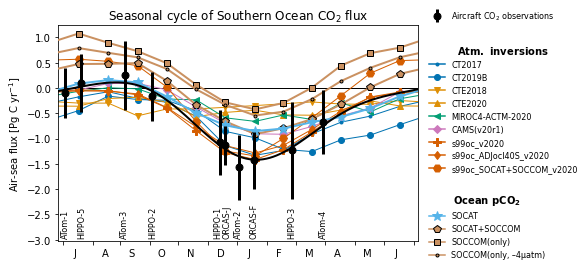 Seasonal cycle of Southern Ocean CO₂ flux
Air-sea flux [Pg C yr⁻¹]
1.0
0.5
0.0
−0.5
−1.0
−1.5
−2.0
−2.5
−3.0
ATom-1
HIPPO-5
ATom-3
HIPPO-2
HIPPO-1
ORCAS-J
ATom-2
ORCAS-F
HIPPO-3
ATom-4
J A S O N D J F M A M J
Aircraft CO₂ observations
Atm. inversions
CT2017
CT2019B
CTE2018
CTE2020
MIROC4-ACTM-2020
CAMS(v20r1)
s99oc_v2020
s99oc_ADJocI40S_v2020
s99oc_SOCAT+SOCCOM_v2020
Ocean pCO₂
SOCAT
SOCAT+SOCCOM
SOCCOM(only)
SOCCOM(only, –4μatm)